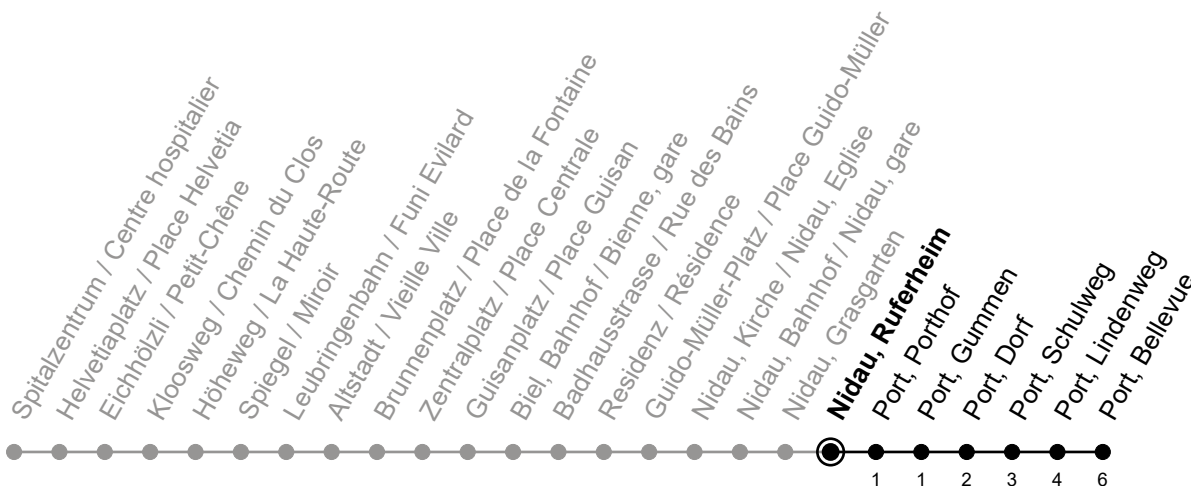 Spitalzentrum / Centre hospitalier
Helvetiaplatz / Place Helvetia
Eichhölzli / Petit-Chêne
Kloosweg / Chemin du Clos
Höheweg / La Haute-Route
Spiegel / Miroir
Leubringenbahn / Funi Evilard
Altstadt / Vieille Ville
Brunnenplatz / Place de la Fontaine
Zentralplatz / Place Centrale
Guisanplatz / Place Guisan
Biel, Bahnhof / Bienne, gare
Badhausstrasse / Rue des Bains
Residenz / Résidence
Guido-Müller-Platz / Place Guido-Müller
Nidau, Kirche / Nidau, Eglise
Nidau, Bahnhof / Nidau, gare
Nidau, Grasgarten
Nidau, Ruferheim
Port, Porthof
Port, Gummen
Port, Dorf
Port, Schulweg
Port, Lindenweg
Port, Bellevue
1 1 2 3 4 6